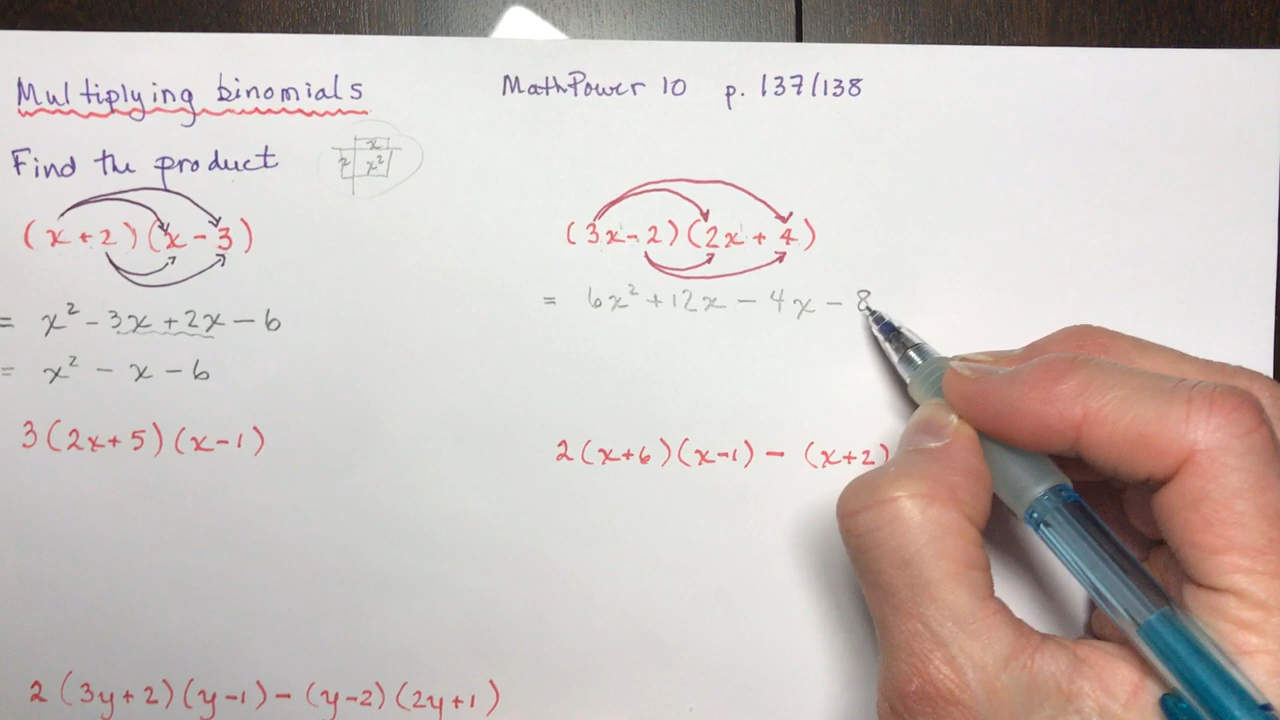 Multiplying binomials
MathPower 10 p. 137/138
Find the product
x
x x²
(x+2)(x-3)
= x² - 3x + 2x - 6
= x² - x - 6
(3x-2)(2x+4)
= 6x² + 12x - 4x - 8
3(2x+5)(x-1)
2(x+6)(x-1) - (x+2)
2(3y+2)(y-1) - (y-2)(2y+1)